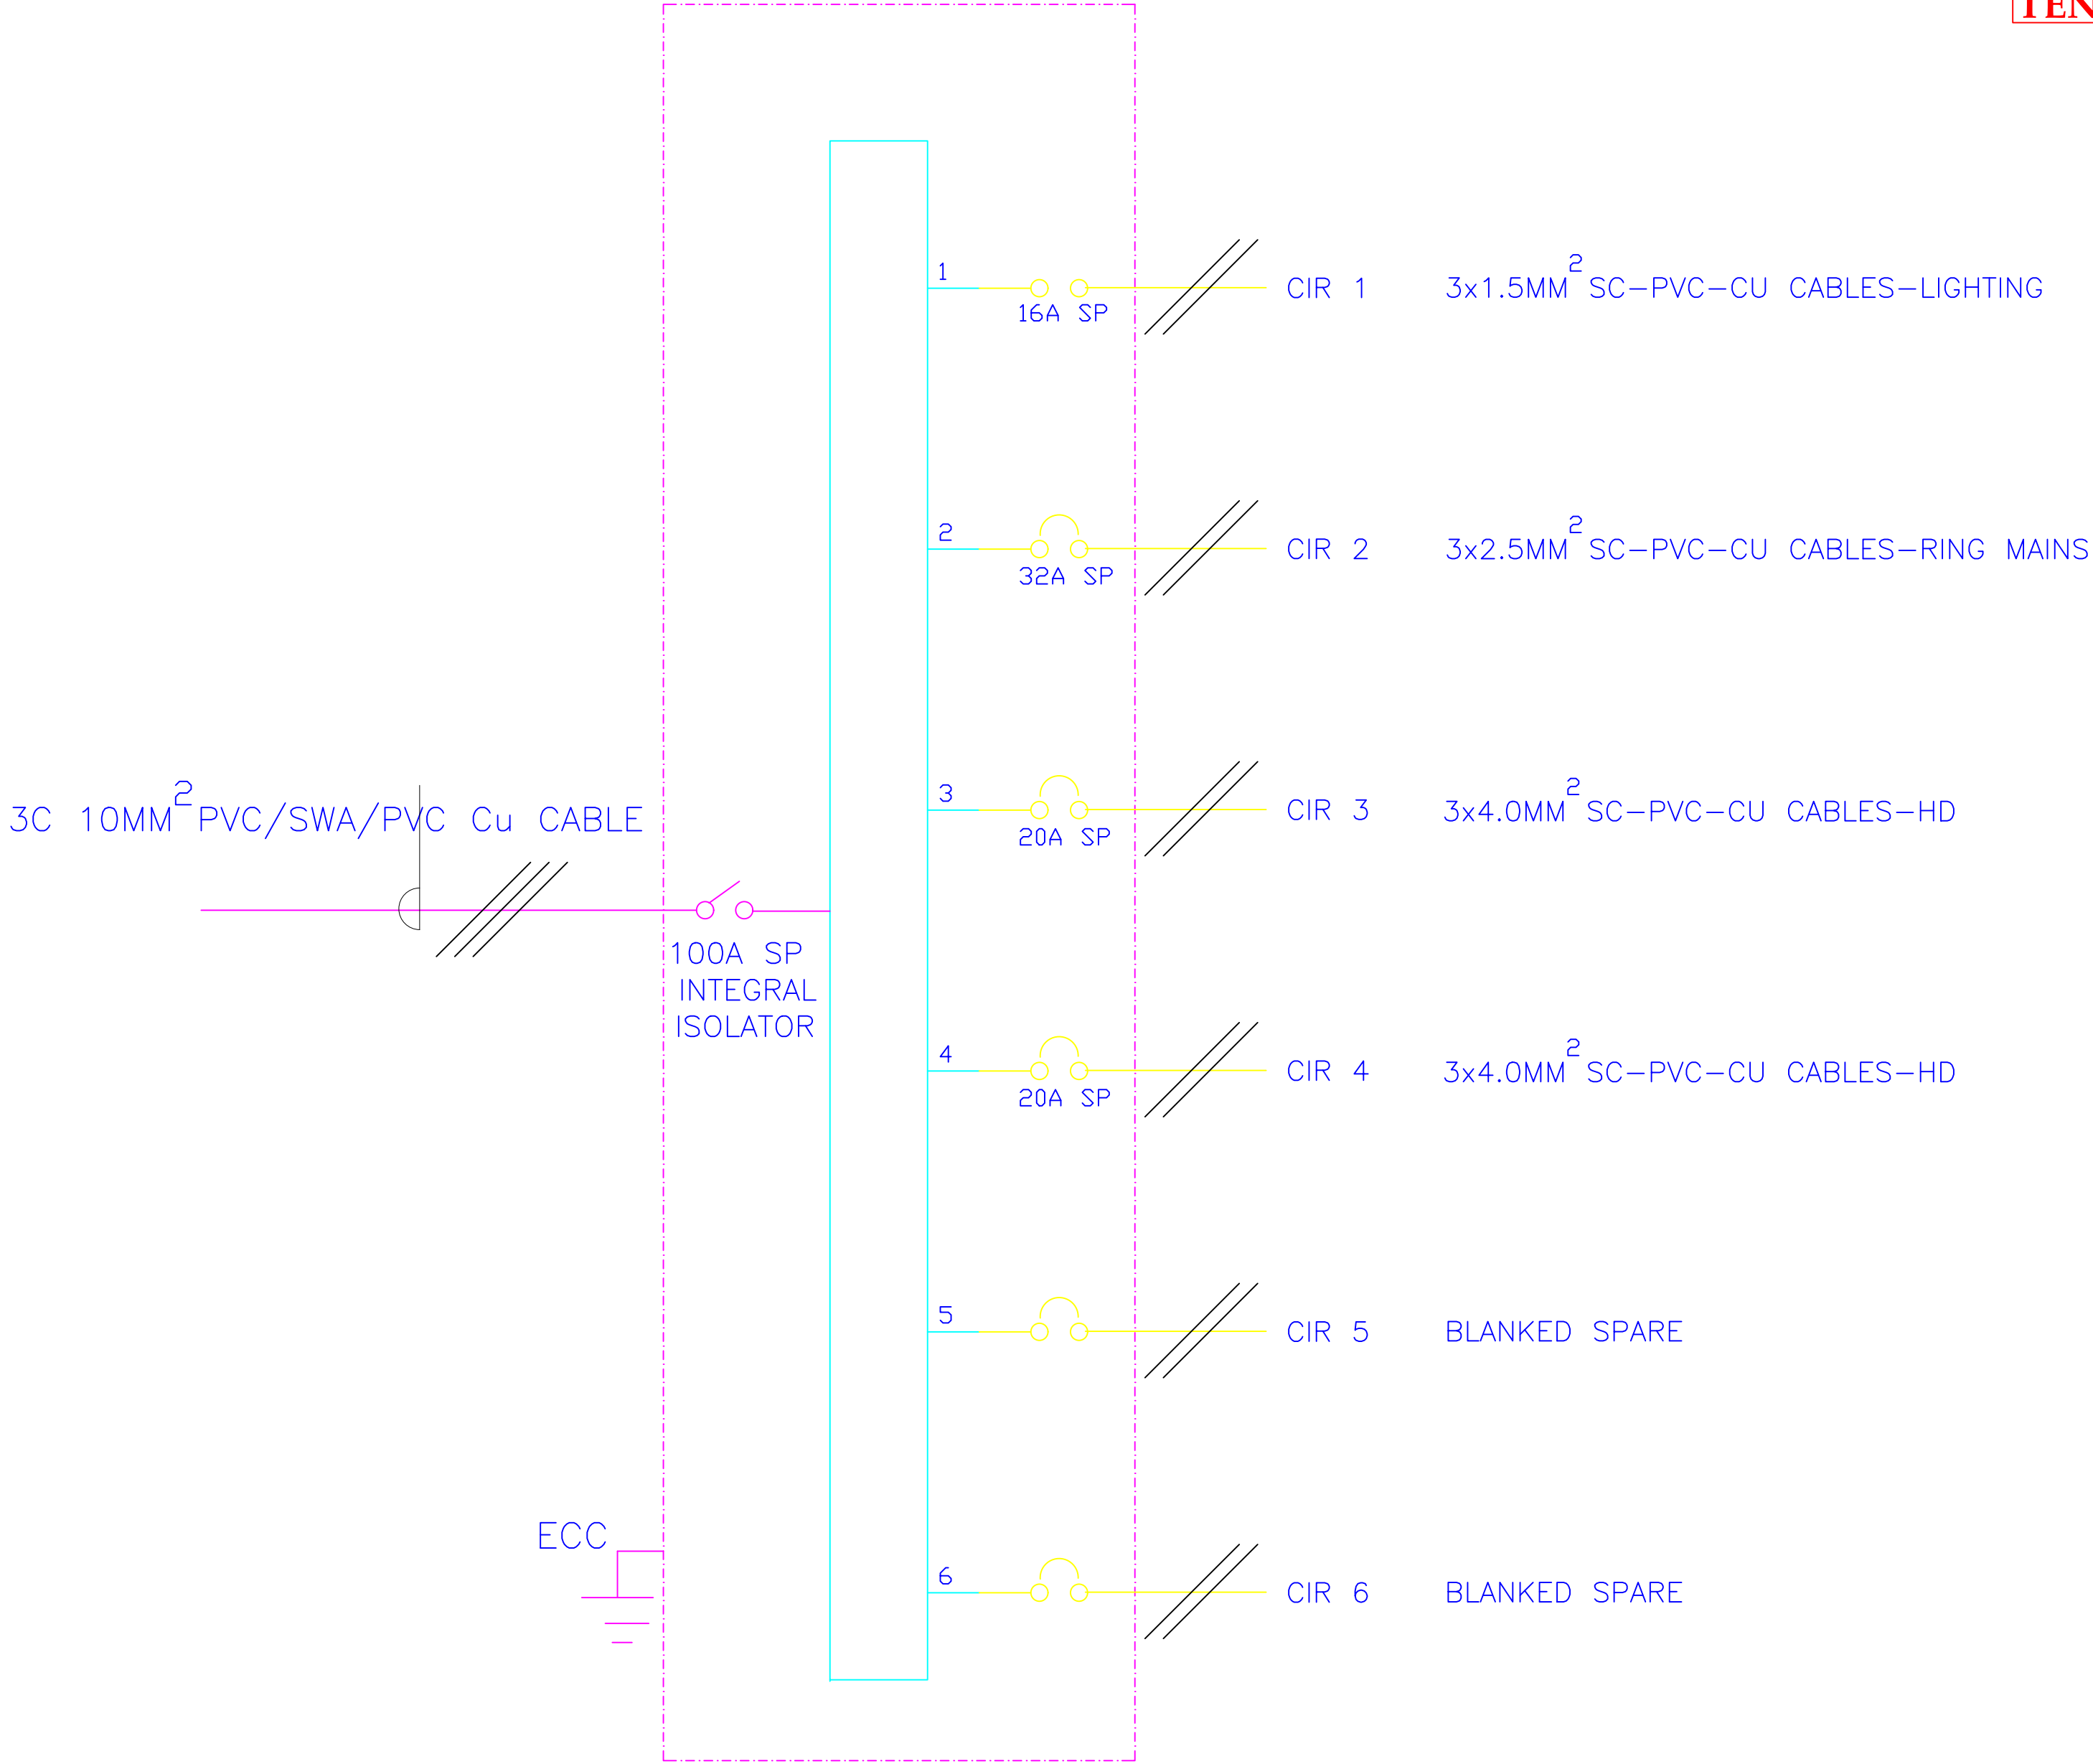 TEN
1
16A SP
CIR 1 3x1.5MM² SC-PVC-CU CABLES-LIGHTING
2
32A SP
CIR 2 3x2.5MM² SC-PVC-CU CABLES-RING MAINS
3
20A SP
CIR 3 3x4.0MM² SC-PVC-CU CABLES-HD
3C 10MM² PVC/SWA/PVC Cu CABLE
100A SP
INTEGRAL
ISOLATOR
4
20A SP
CIR 4 3x4.0MM² SC-PVC-CU CABLES-HD
5
CIR 5 BLANKED SPARE
ECC
6
CIR 6 BLANKED SPARE